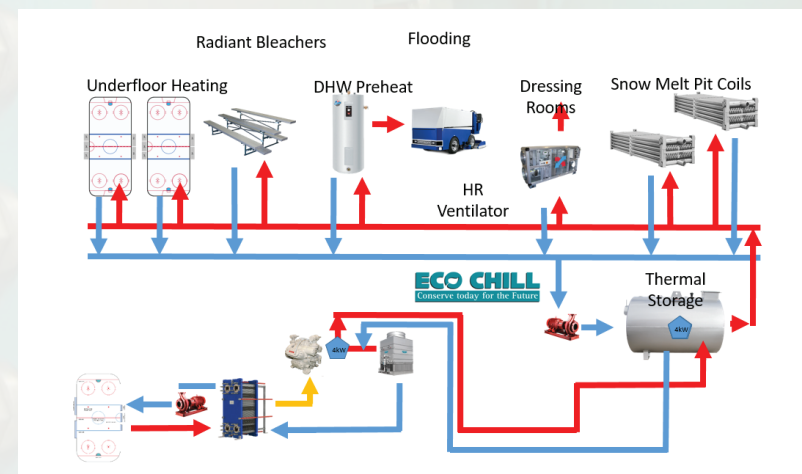 Radiant Bleachers
Flooding
Underfloor Heating
DHW Preheat
Dressing
Rooms
Snow Melt Pit Coils
HR
Ventilator
ECO CHILL
Conserve today for the Future
Thermal
Storage
4kW
4kW